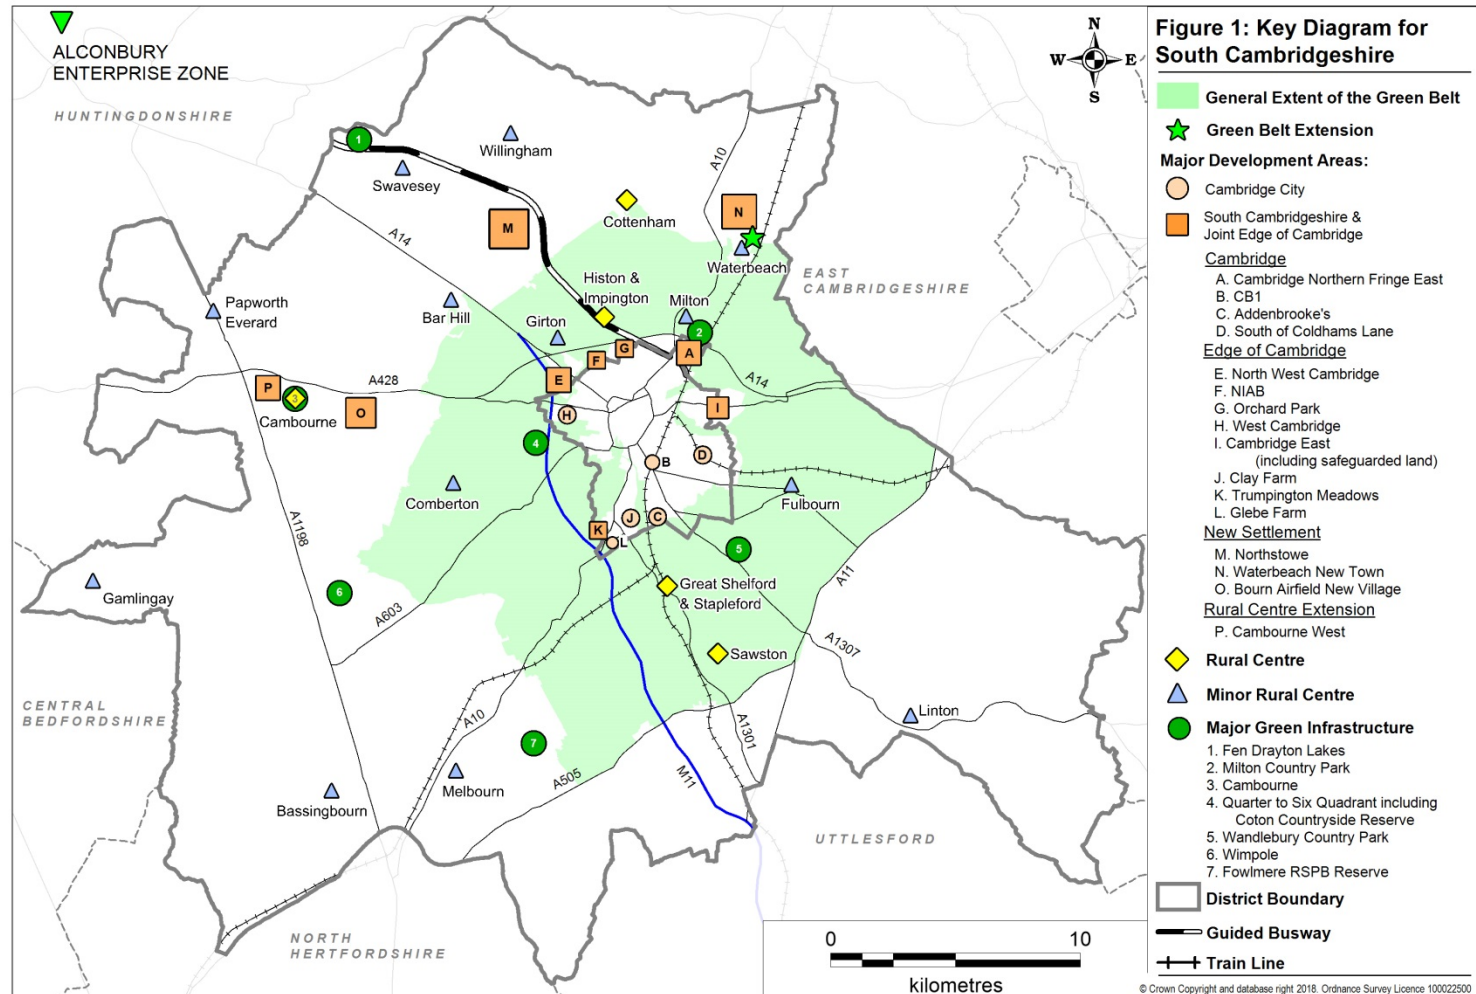 ALCONBURY
ENTERPRISE ZONE
HUNTINGDONSHIRE
N
W
E
S
1
Willingham
Swavesey
A10
M
Cottenham
N
A14
Waterbeach
EAST
CAMBRIDGESHIRE
Histon &
Impington
Papworth
Everard
Bar Hill
Girton
Milton
2
G
F
A
A428
E
A14
P
3
Cambourne
O
H
I
4
B
D
Comberton
Fulbourn
A1198
J
C
K
L
5
A11
Gamlingay
6
Great Shelford
& Stapleford
A603
A1307
Sawston
CENTRAL
BEDFORDSHIRE
A10
Linton
7
A1301
Melbourn
A505
M11
Bassingbourn
UTTLESFORD
NORTH
HERTFORDSHIRE
0
10
kilometres
Figure 1: Key Diagram for
South Cambridgeshire
General Extent of the Green Belt
Green Belt Extension
Major Development Areas:
Cambridge City
South Cambridgeshire &
Joint Edge of Cambridge
Cambridge
A. Cambridge Northern Fringe East
B. CB1
C. Addenbrooke's
D. South of Coldhams Lane
Edge of Cambridge
E. North West Cambridge
F. NIAB
G. Orchard Park
H. West Cambridge
I. Cambridge East
(including safeguarded land)
J. Clay Farm
K. Trumpington Meadows
L. Glebe Farm
New Settlement
M. Northstowe
N. Waterbeach New Town
O. Bourn Airfield New Village
Rural Centre Extension
P. Cambourne West
Rural Centre
Minor Rural Centre
Major Green Infrastructure
1. Fen Drayton Lakes
2. Milton Country Park
3. Cambourne
4. Quarter to Six Quadrant including
Coton Countryside Reserve
5. Wandlebury Country Park
6. Wimpole
7. Fowlmere RSPB Reserve
District Boundary
Guided Busway
Train Line
© Crown Copyright and database right 2018. Ordnance Survey Licence 100022500